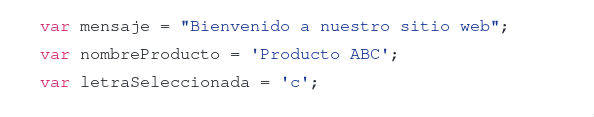 var mensaje = "Bienvenido a nuestro sitio web";
var nombreProducto = 'Producto ABC';
var letraSeleccionada = 'c';